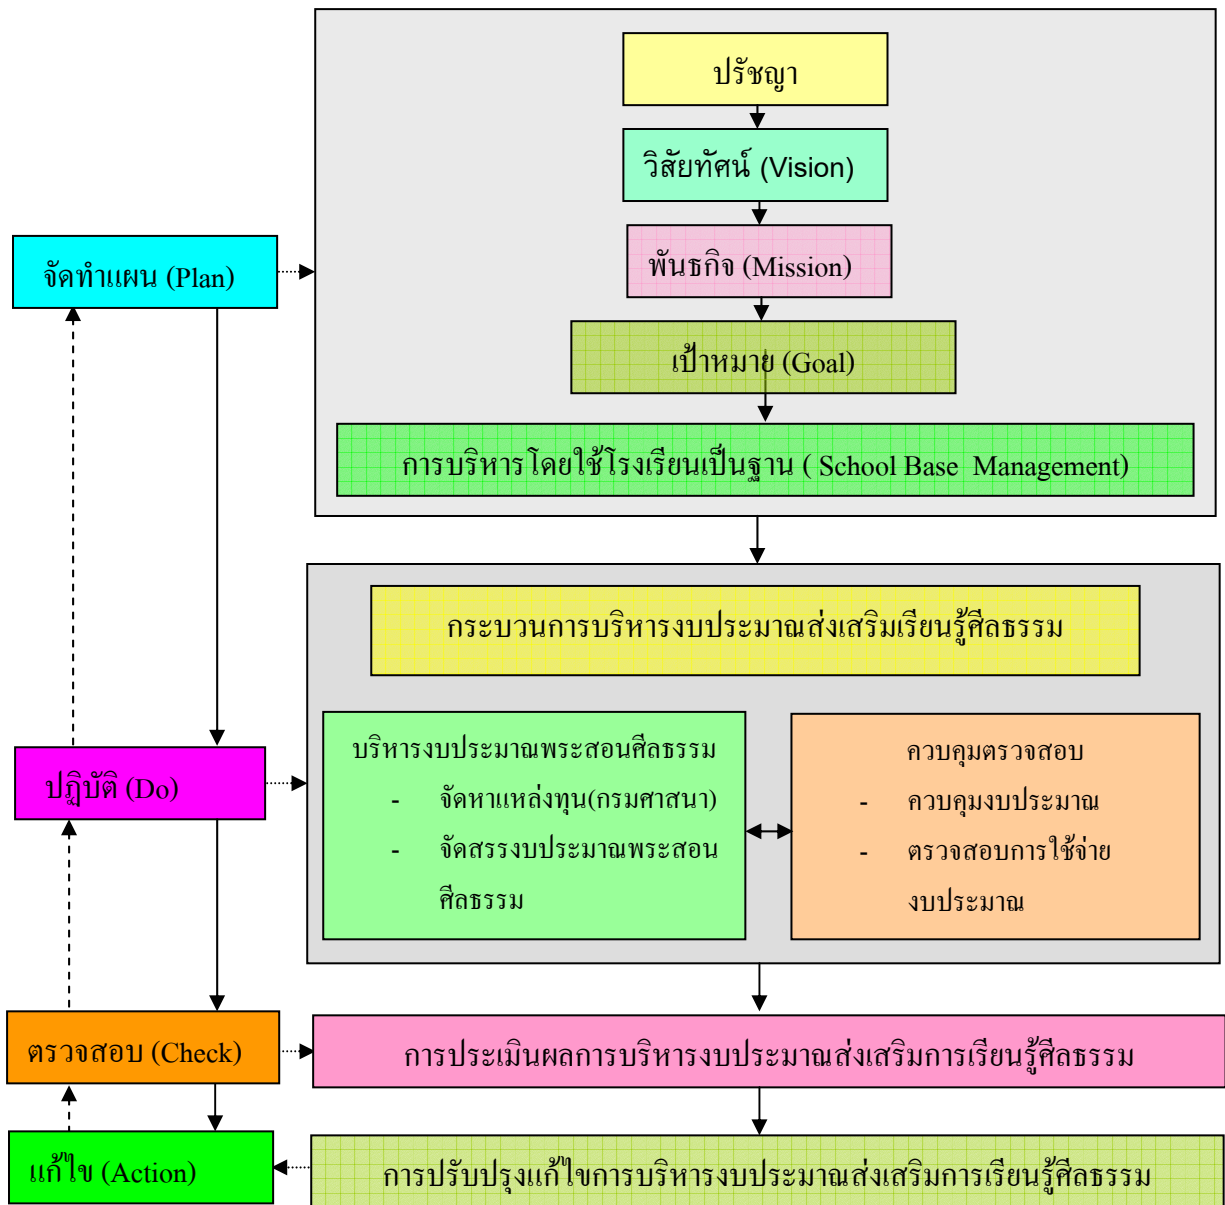 ปรัชญา
วิสัยทัศน์ (Vision)
พันธกิจ (Mission)
จัดทำแผน (Plan)
เป้าหมาย (Goal)
การบริหารโดยใช้โรงเรียนเป็นฐาน ( School Base Management)
กระบวนการบริหารงบประมาณส่งเสริมเรียนรู้ศีลธรรม
ปฏิบัติ (Do)
บริหารงบประมาณพระสอนศีลธรรม
- จัดหาแหล่งทุน(กรมศาสนา)
- จัดสรรงบประมาณพระสอน
ศีลธรรม
ควบคุมตรวจสอบ
- ควบคุมงบประมาณ
- ตรวจสอบการใช้จ่าย
งบประมาณ
ตรวจสอบ (Check)
การประเมินผลการบริหารงบประมาณส่งเสริมการเรียนรู้ศีลธรรม
แก้ไข (Action)
การปรับปรุงแก้ไขการบริหารงบประมาณส่งเสริมการเรียนรู้ศีลธรรม